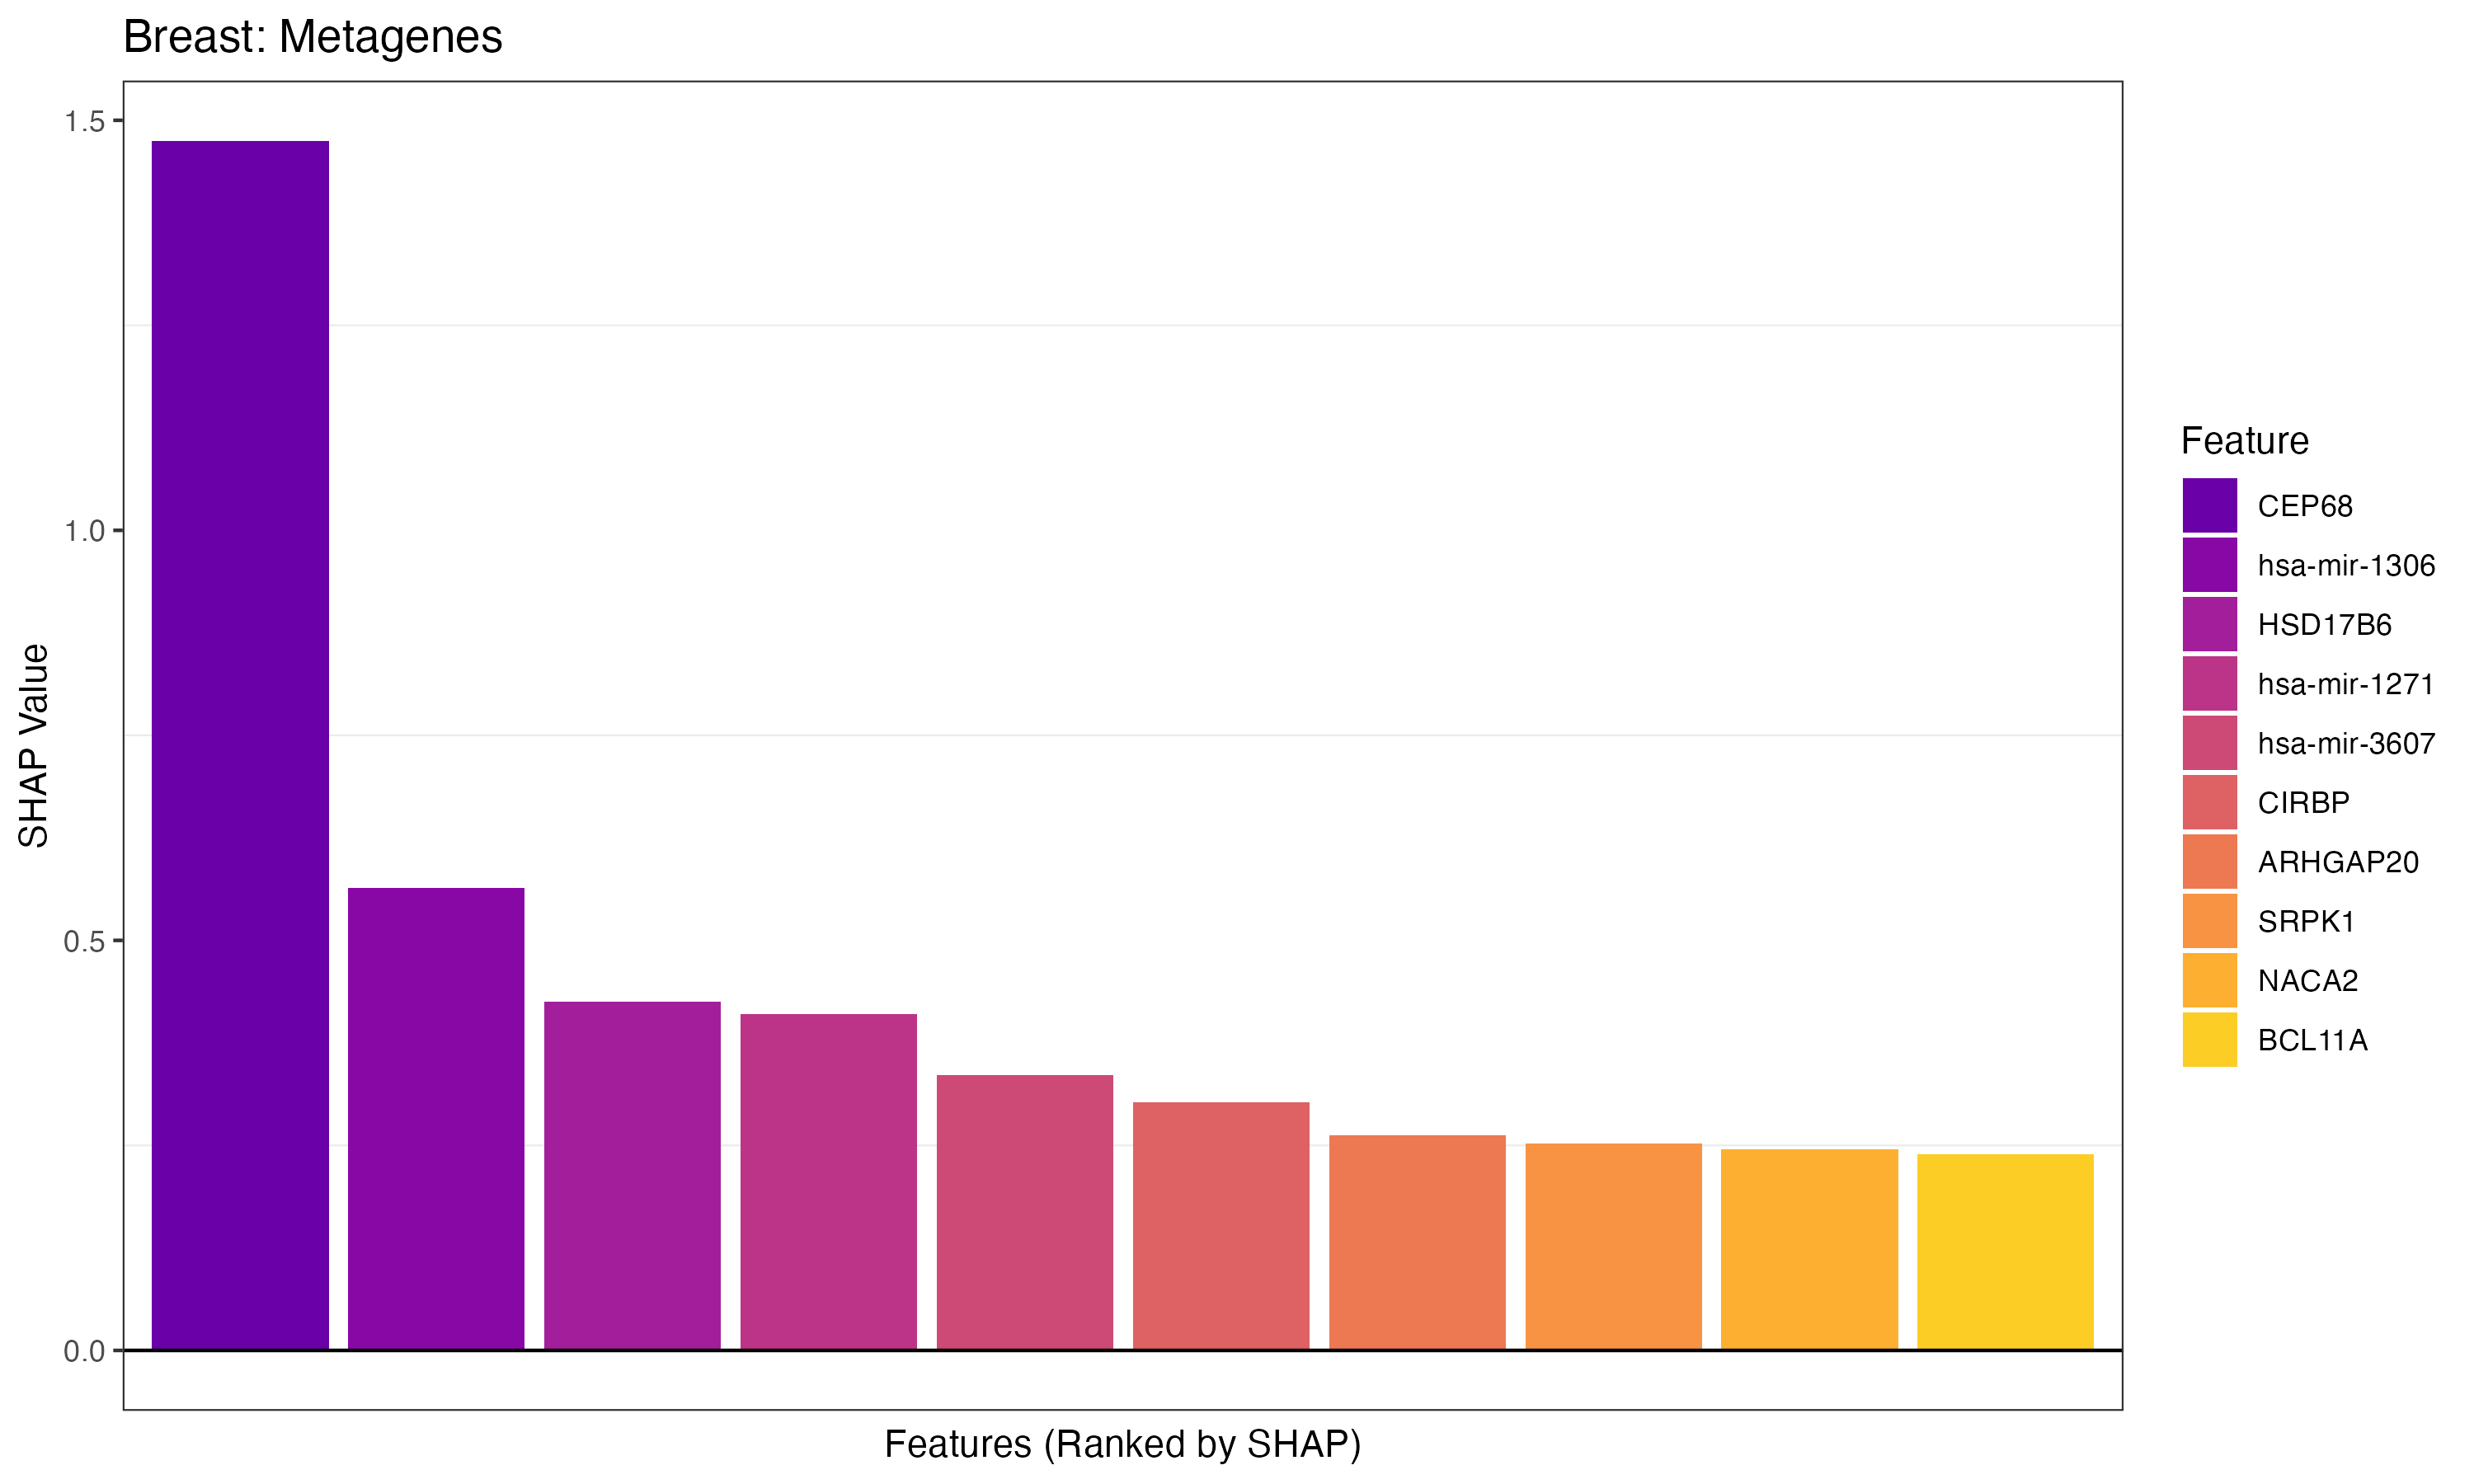 Breast: Metagenes
SHAP Value
1.5
1.0
0.5
0.0
Features (Ranked by SHAP)
Feature
CEP68
hsa-mir-1306
HSD17B6
hsa-mir-1271
hsa-mir-3607
CIRBP
ARHGAP20
SRPK1
NACA2
BCL11A